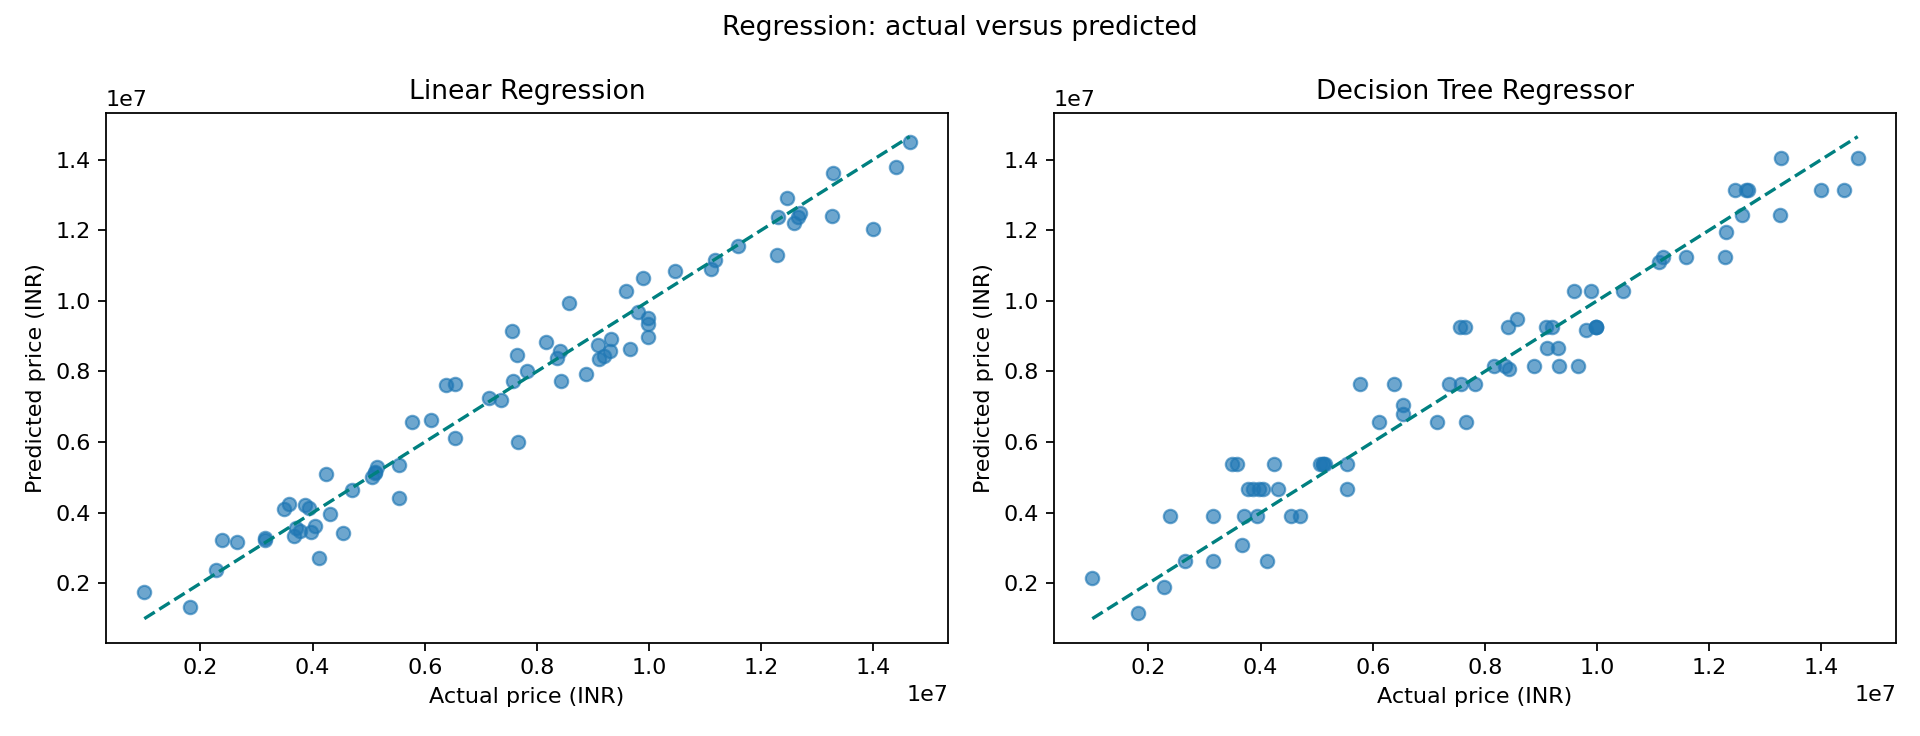 Regression: actual versus predicted
Linear Regression
1e7
1.4
1.2
1.0
0.8
0.6
0.4
0.2
Predicted price (INR)
0.2 0.4 0.6 0.8 1.0 1.2 1.4
Actual price (INR)
1e7
Decision Tree Regressor
1e7
1.4
1.2
1.0
0.8
0.6
0.4
0.2
Predicted price (INR)
0.2 0.4 0.6 0.8 1.0 1.2 1.4
Actual price (INR)
1e7